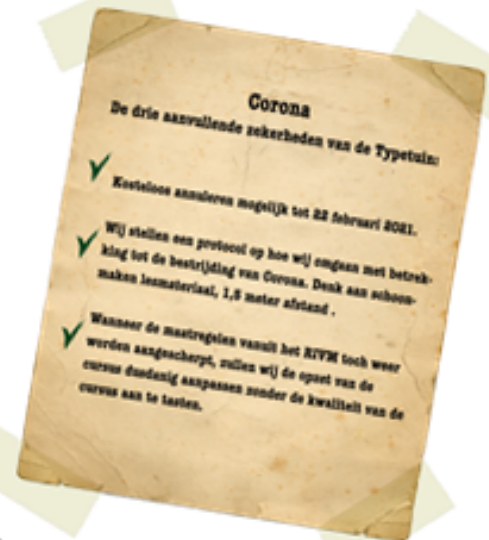 Corona
De drie aanvullende zekerheden van de Typetuin:
Kosteloos annuleren mogelijk tot 22 februari 2021.
Wij stellen een protocol op hoe wij omgaan met betrek-
king tot de bestrijding van Corona. Denk aan schoon-
maken lesmateriaal, 1,5 meter afstand .
Wanneer de maatregelen vanuit het RIVM toch weer
worden aangescherpt, zullen wij de opzet van de
cursus dusdanig aanpassen zonder de kwaliteit van de
cursus aan te tasten.